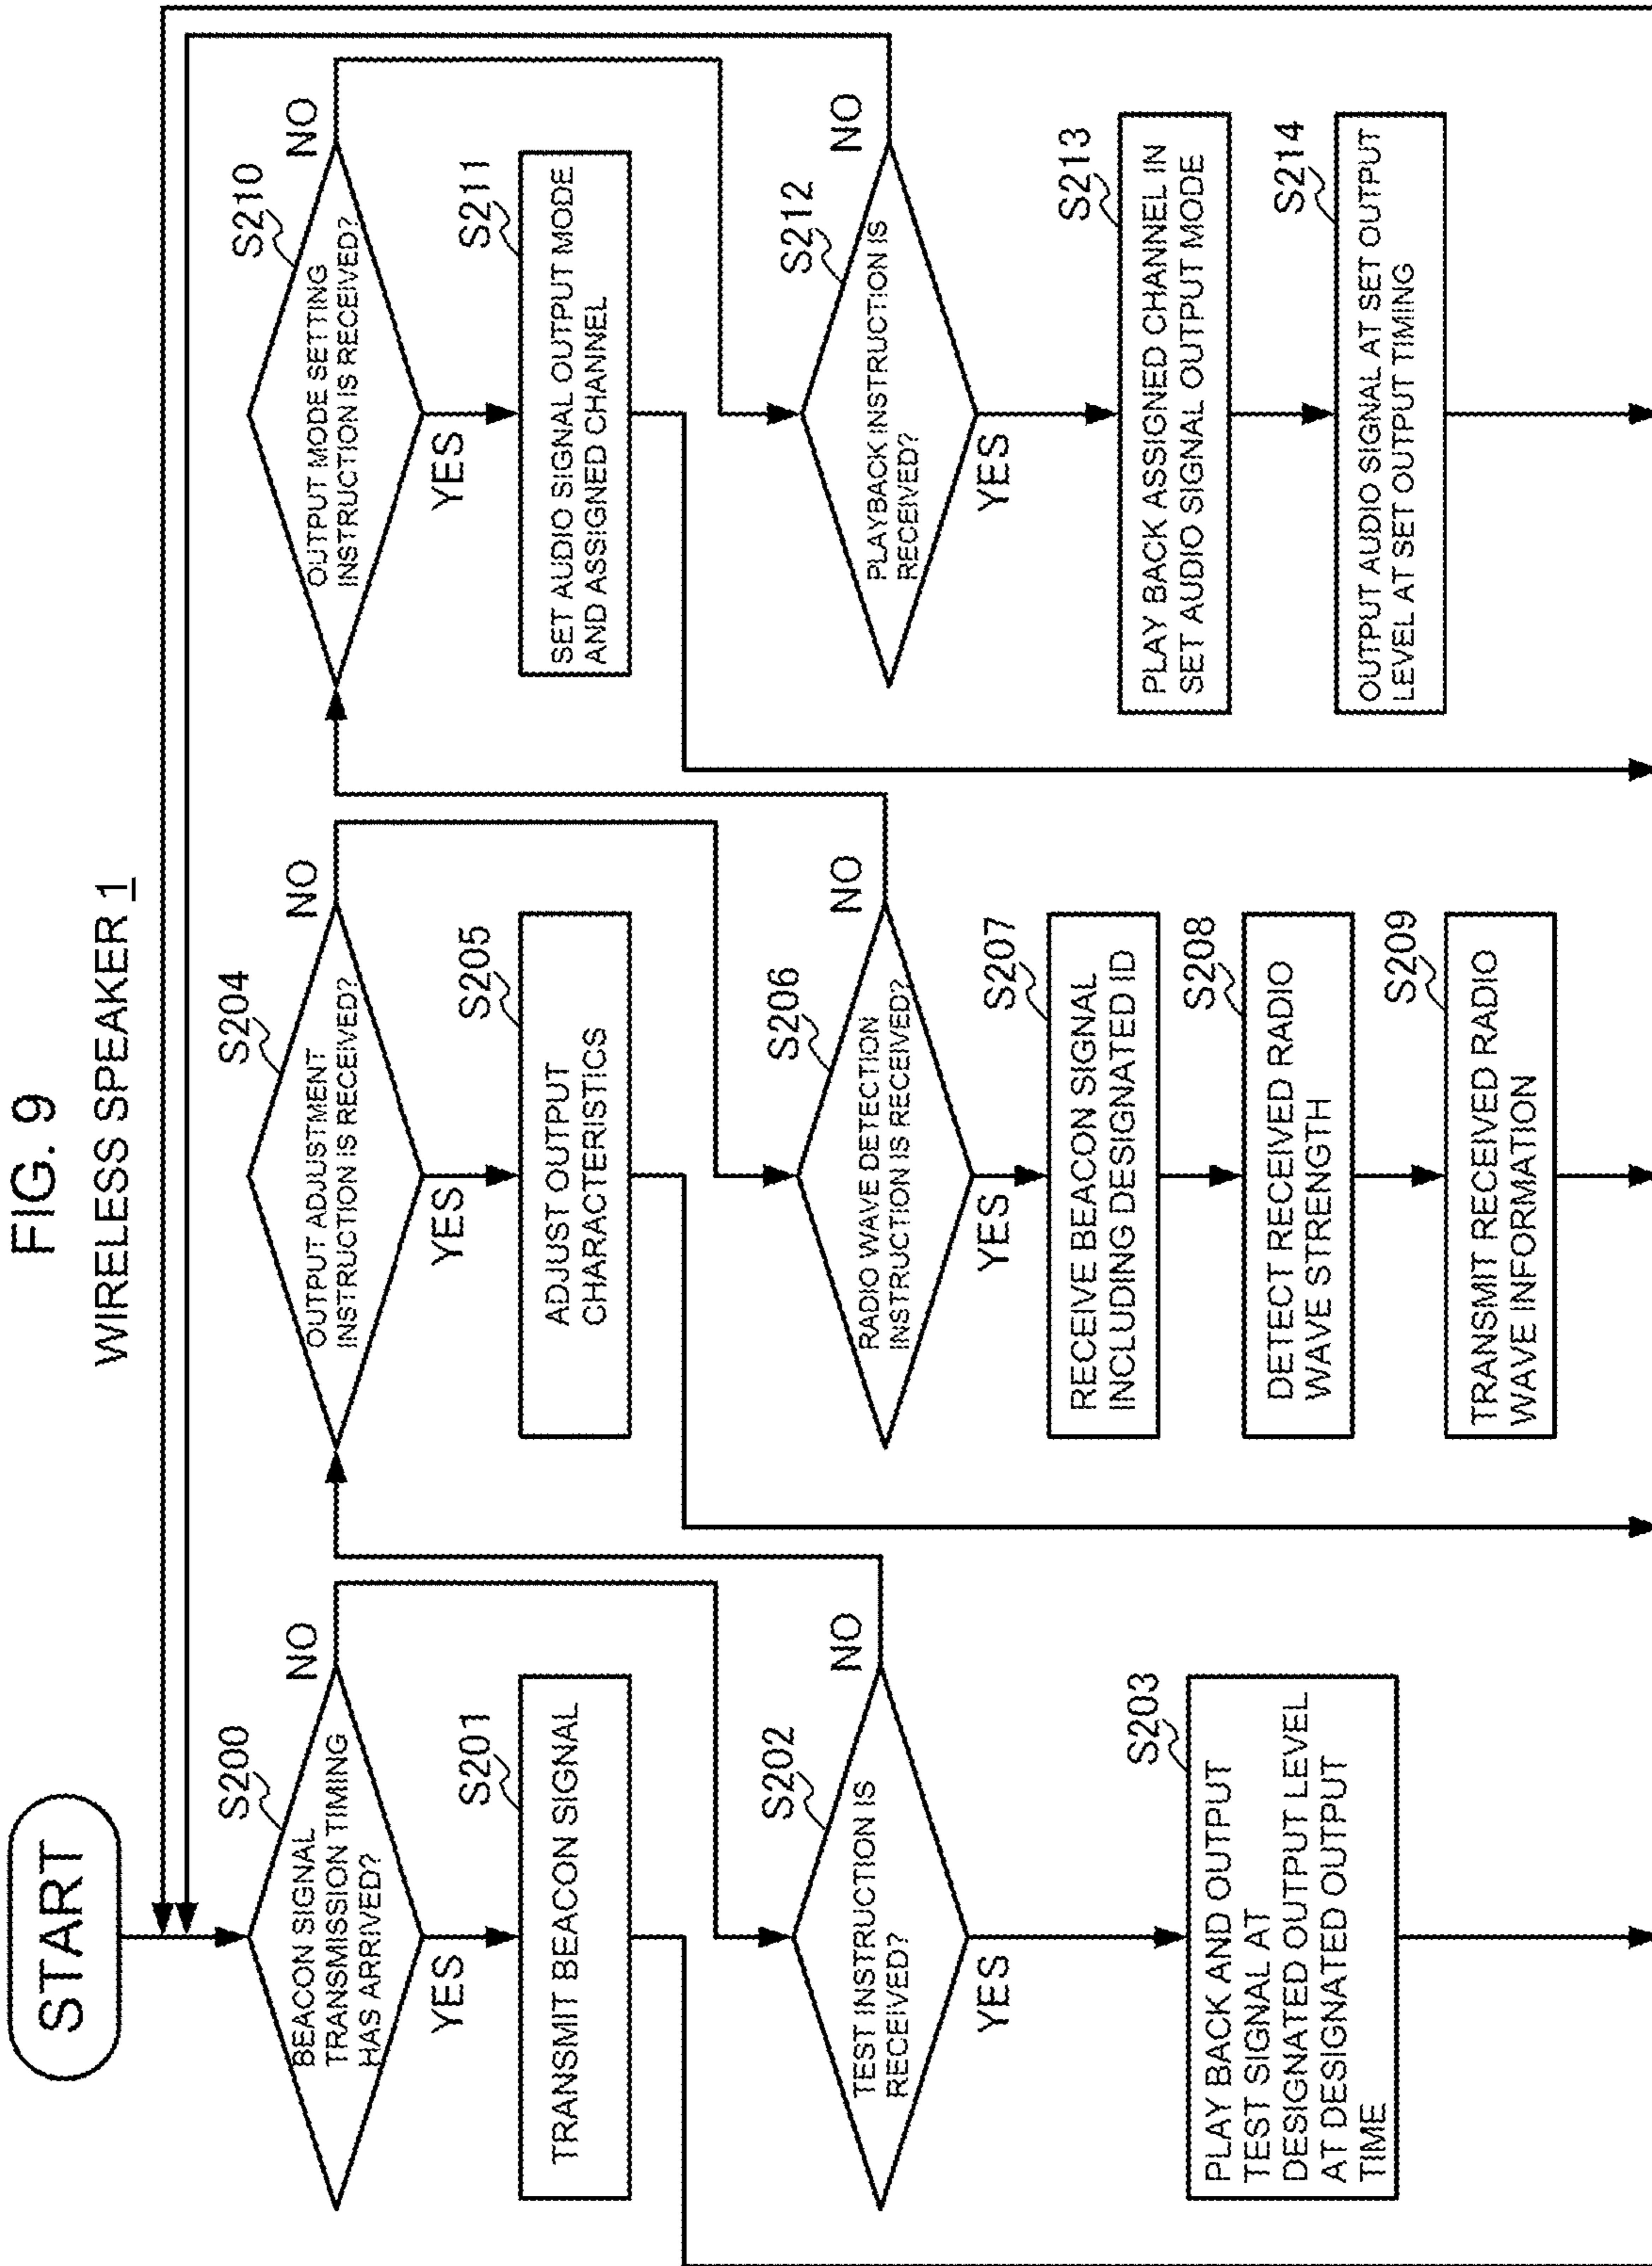 FIG. 9
WIRELESS SPEAKER 1
START
S200
BEACON SIGNAL
TRANSMISSION TIMING
HAS ARRIVED?
NO
YES
S201
TRANSMIT BEACON SIGNAL
S202
TEST INSTRUCTION IS
RECEIVED?
NO
YES
S203
PLAY BACK AND OUTPUT
TEST SIGNAL AT
DESIGNATED OUTPUT LEVEL
AT DESIGNATED OUTPUT
TIME
S204
OUTPUT ADJUSTMENT
INSTRUCTION IS RECEIVED?
NO
YES
S205
ADJUST OUTPUT
CHARACTERISTICS
S206
RADIO WAVE DETECTION
INSTRUCTION IS RECEIVED?
NO
YES
S207
RECEIVE BEACON SIGNAL
INCLUDING DESIGNATED ID
S208
DETECT RECEIVED RADIO
WAVE STRENGTH
S209
TRANSMIT RECEIVED RADIO
WAVE INFORMATION
S210
OUTPUT MODE SETTING
INSTRUCTION IS RECEIVED?
NO
YES
S211
SET AUDIO SIGNAL OUTPUT MODE
AND ASSIGNED CHANNEL
S212
PLAYBACK INSTRUCTION IS
RECEIVED?
NO
YES
S213
PLAY BACK ASSIGNED CHANNEL IN
SET AUDIO SIGNAL OUTPUT MODE
S214
OUTPUT AUDIO SIGNAL AT SET OUTPUT
LEVEL AT SET OUTPUT TIMING